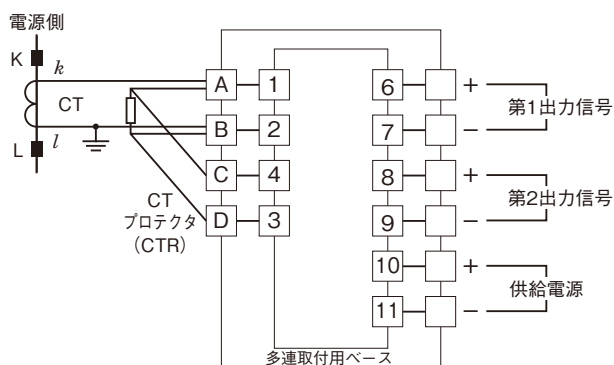 電源側
K
k
CT
l
L
A
1
B
2
C
4
D
3
CT
プロテクタ
(CTR)
6
+
第1出力信号
7
−
8
+
第2出力信号
9
−
10
+
供給電源
11
−
多連取付用ベース